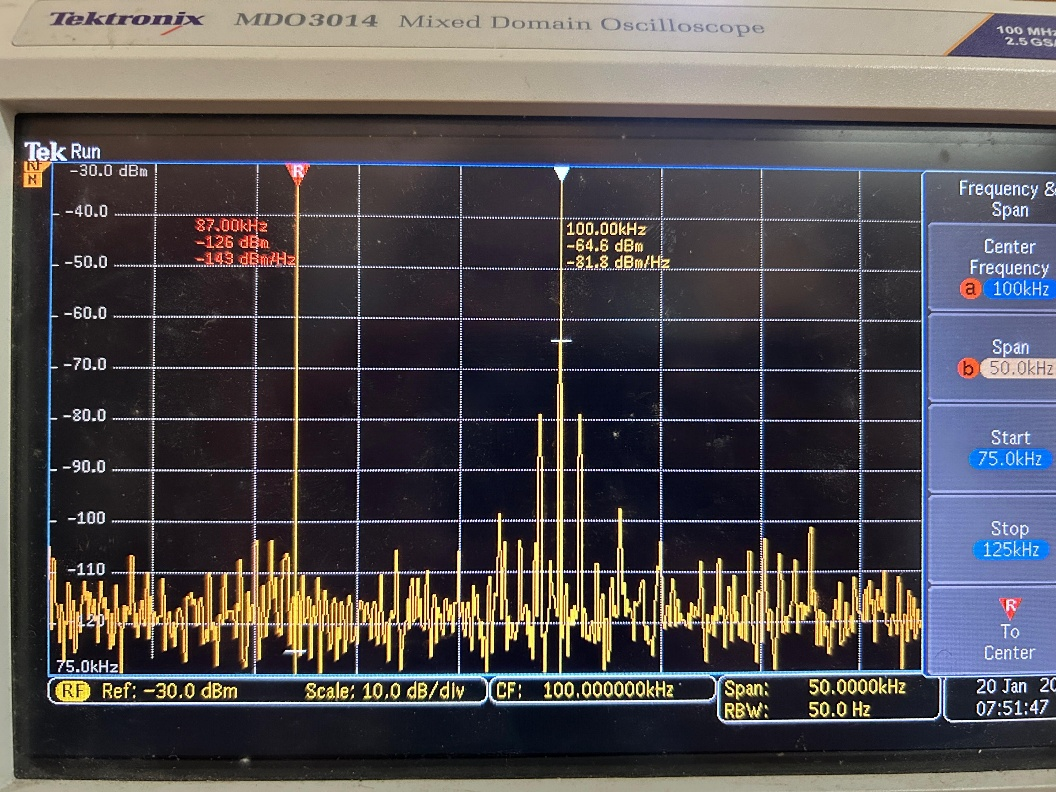 Tektronix MDO3014 Mixed Domain Oscilloscope
100 MHz
2.5 GS/
Tek Run
RF
N
-30.0 dBm
R
-40.0
-50.0
-60.0
-70.0
-80.0
-90.0
-100
-110
-120
75.0kHz
87.00kHz
-126 dBm
-143 dBm/Hz
100.00kHz
-64.6 dBm
-81.8 dBm/Hz
Frequency &
Span
Center
Frequency
a 100kHz
Span
b 50.0kHz
Start
75.0kHz
Stop
125kHz
R
To
Center
RF Ref: -30.0 dBm Scale: 10.0 dB/div
CF: 100.000000kHz
Span: 50.0000kHz
RBW: 50.0 Hz
20 Jan 20
07:51:47